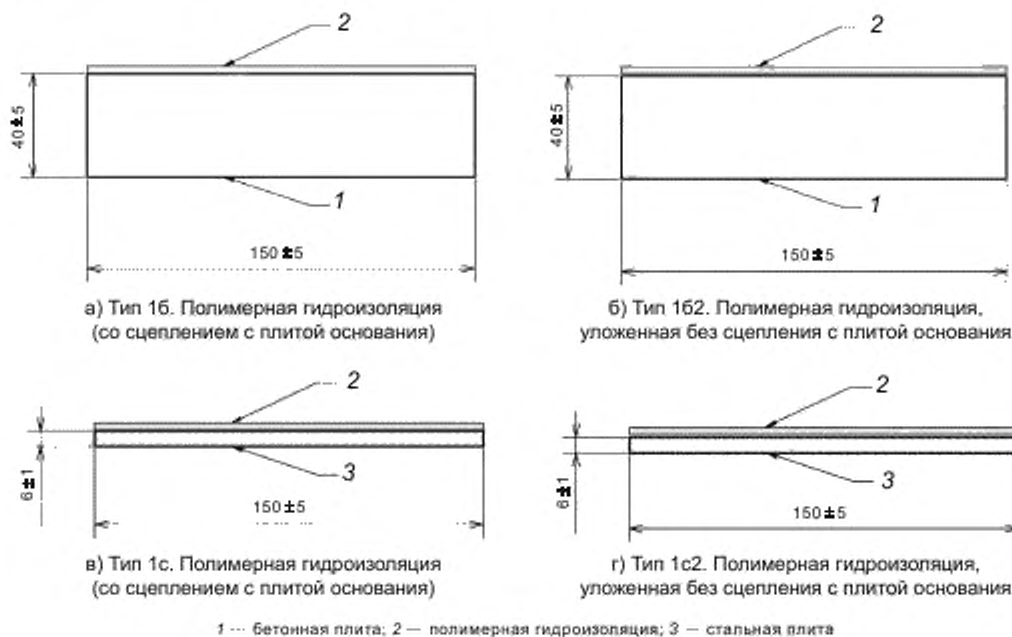 2
2
40±5
40±5
1
1
150±5
150±5
а) Тип 1б. Полимерная гидроизоляция
(со сцеплением с плитой основания)
б) Тип 1б2. Полимерная гидроизоляция,
уложенная без сцепления с плитой основания
2
2
6±1
6±1
3
3
150±5
150±5
в) Тип 1с. Полимерная гидроизоляция
(со сцеплением с плитой основания)
г) Тип 1с2. Полимерная гидроизоляция,
уложенная без сцепления с плитой основания
1 — бетонная плита; 2 — полимерная гидроизоляция; 3 — стальная плита